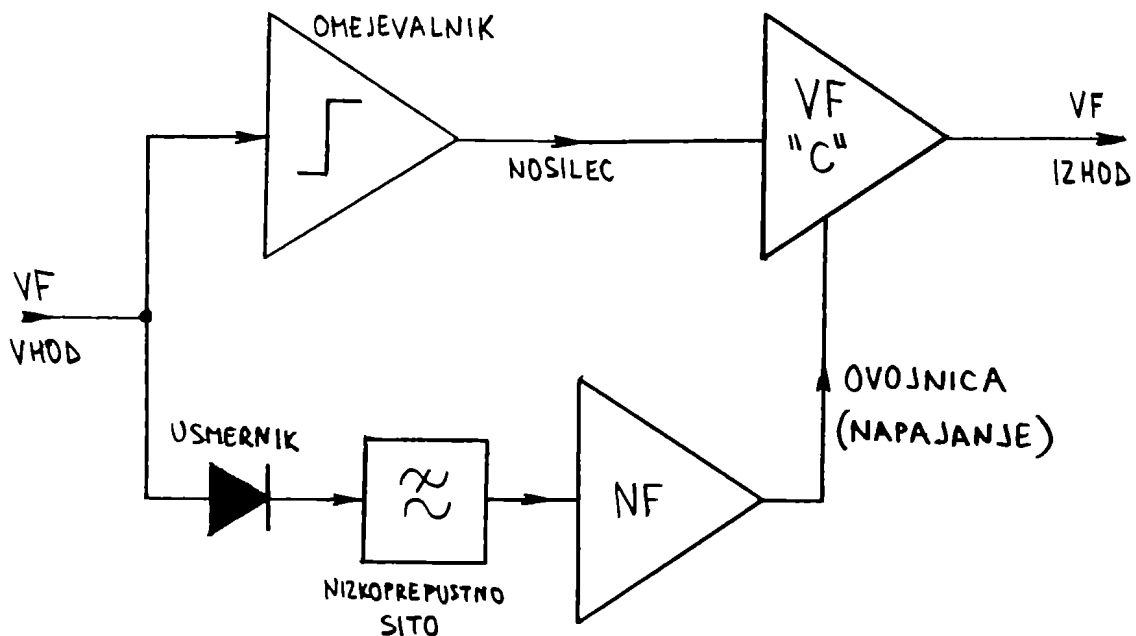 OMEJEVALNIK
VF
"C"
VF
IZHOD
NOSILEC
VF
VHOD
OVOJNICA
(NAPAJANJE)
USMERNIK
NF
NIZKOPREPUSTNO
SITO